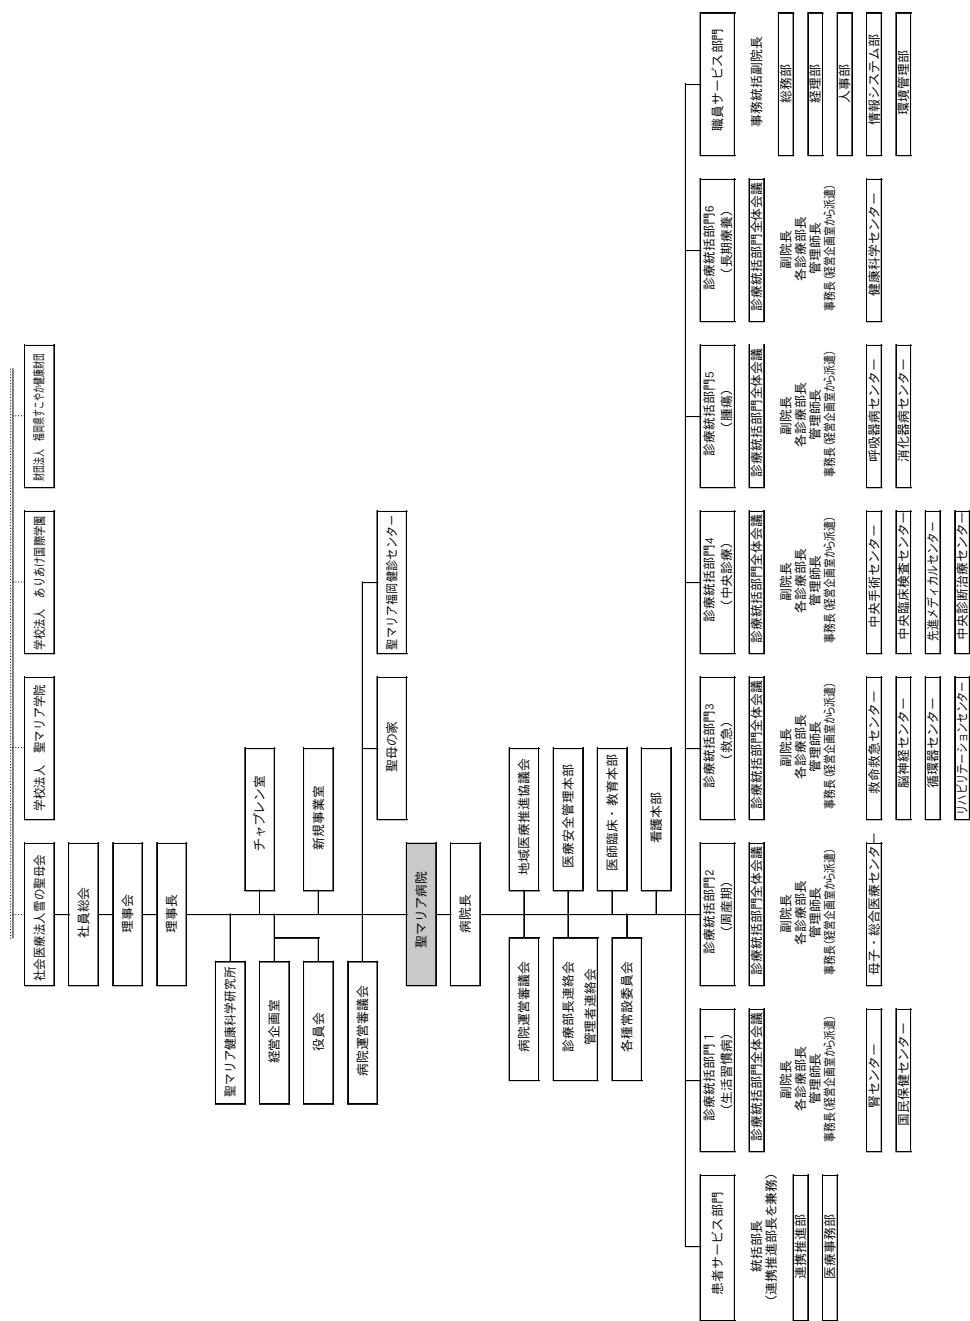 社会医療法人雪の聖母会
学校法人　聖マリア学院
学校法人　ありあけ国際学園
財団法人　福岡県すこやか健康財団
社員総会
理事会
理事長
聖マリア健康科学研究所
チャプレン室
経営企画室
役員会
新規事業室
病院運営審議会
聖母の家
聖マリア福岡健診センター
聖マリア病院
病院長
病院運営審議会
地域医療推進協議会
診療部長連絡会
管理者連絡会
医療安全管理本部
各種常設委員会
医師臨床・教育本部
看護本部
患者サービス部門
統括部長
（連携推進部長を兼務）
連携推進部
医療事務部
診療統括部門1
（生活習慣病）
診療統括部門全体会議
副院長
各診療部長
管理師長
事務長（経営企画室から派遣）
腎センター
国民保健センター
診療統括部門2
（周産期）
診療統括部門全体会議
副院長
各診療部長
管理師長
事務長（経営企画室から派遣）
母子・総合医療センター
診療統括部門3
（救急）
診療統括部門全体会議
副院長
各診療部長
管理師長
事務長（経営企画室から派遣）
救命救急センター
脳神経センター
循環器センター
リハビリテーションセンター
診療統括部門4
（中央診療）
診療統括部門全体会議
副院長
各診療部長
管理師長
事務長（経営企画室から派遣）
中央手術センター
中央臨床検査センター
先進メディカルセンター
中央診断治療センター
診療統括部門5
（腫瘍）
診療統括部門全体会議
副院長
各診療部長
管理師長
事務長（経営企画室から派遣）
呼吸器病センター
消化器病センター
診療統括部門6
（長期療養）
診療統括部門全体会議
副院長
各診療部長
管理師長
事務長（経営企画室から派遣）
健康科学センター
職員サービス部門
事務統括副院長
総務部
経理部
人事部
情報システム部
環境管理部